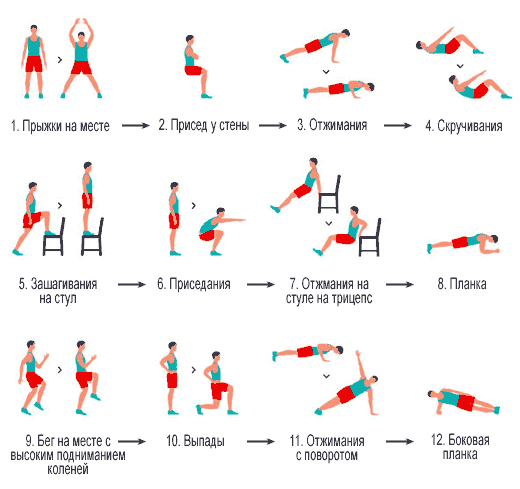 1. Прыжки на месте
2. Присед у стены
3. Отжимания
4. Скручивания
5. Зашагивания
на стул
6. Приседания
7. Отжмания на
стуле на трицепс
8. Планка
9. Бег на месте с
высоким подниманием
коленей
10. Выпады
11. Отжимания
с поворотом
12. Боковая
планка